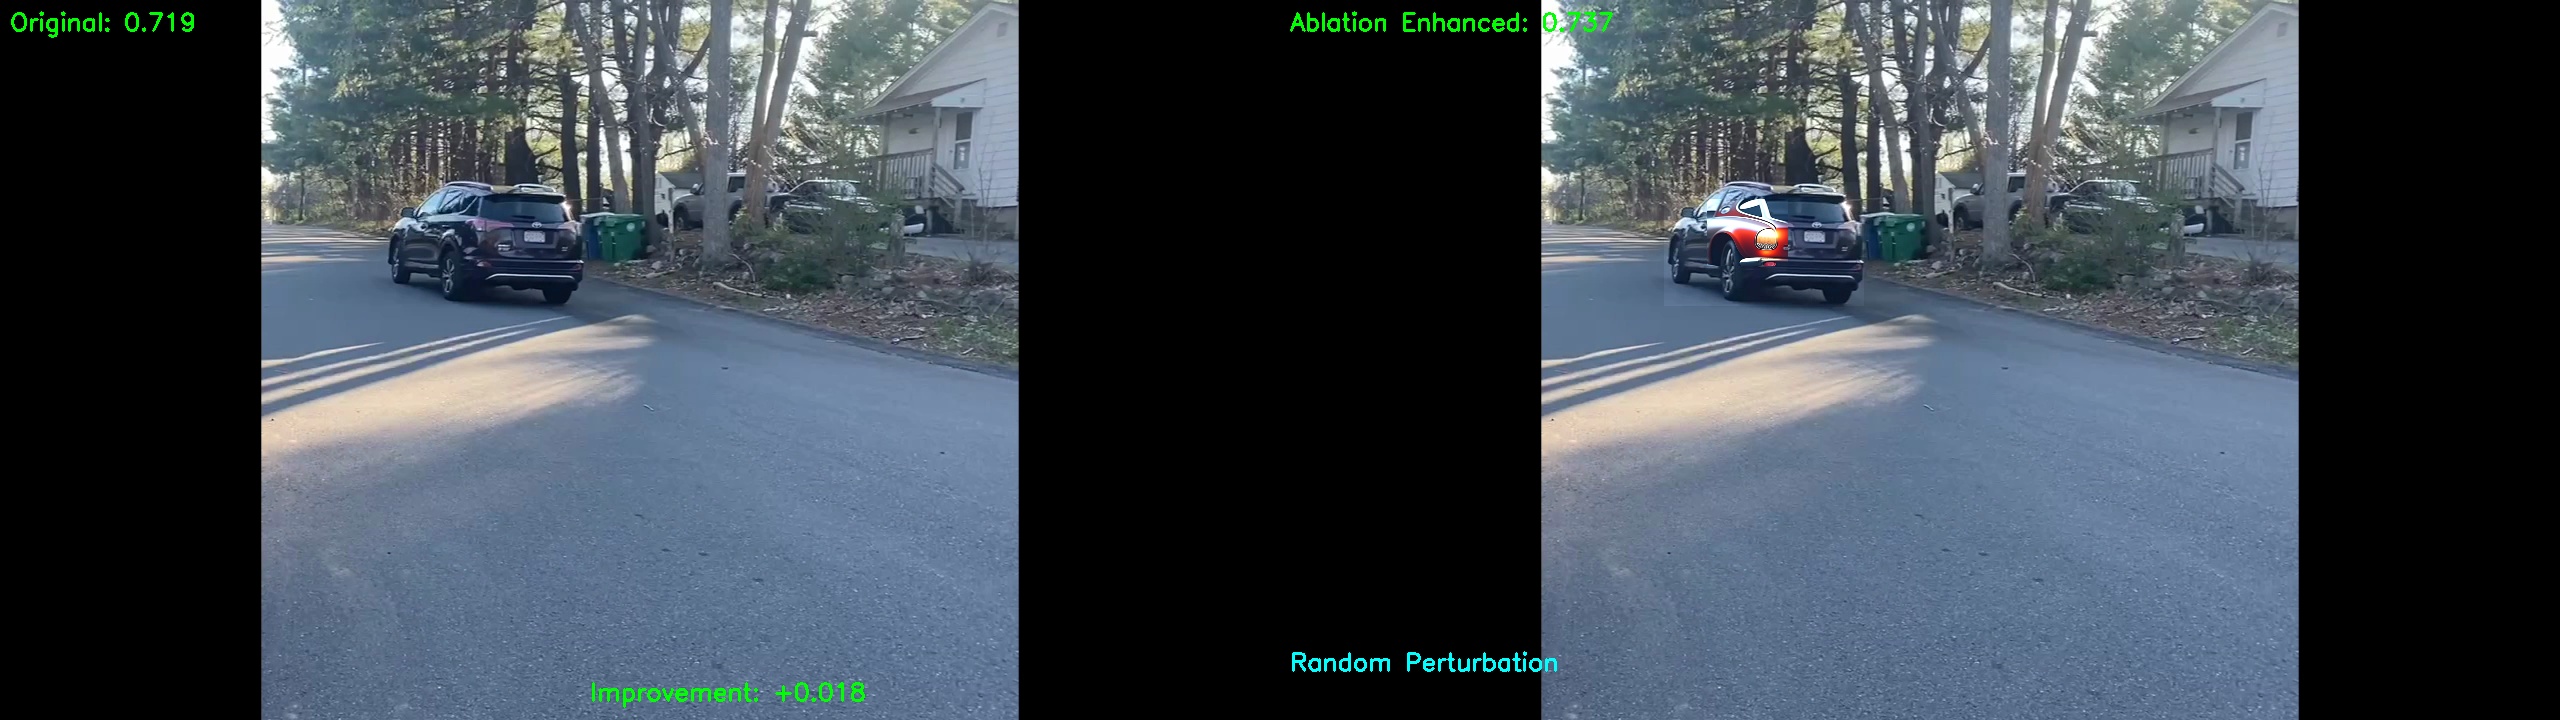 Original: 0.719
Ablation Enhanced: 0.737
Random Perturbation
Improvement: +0.018